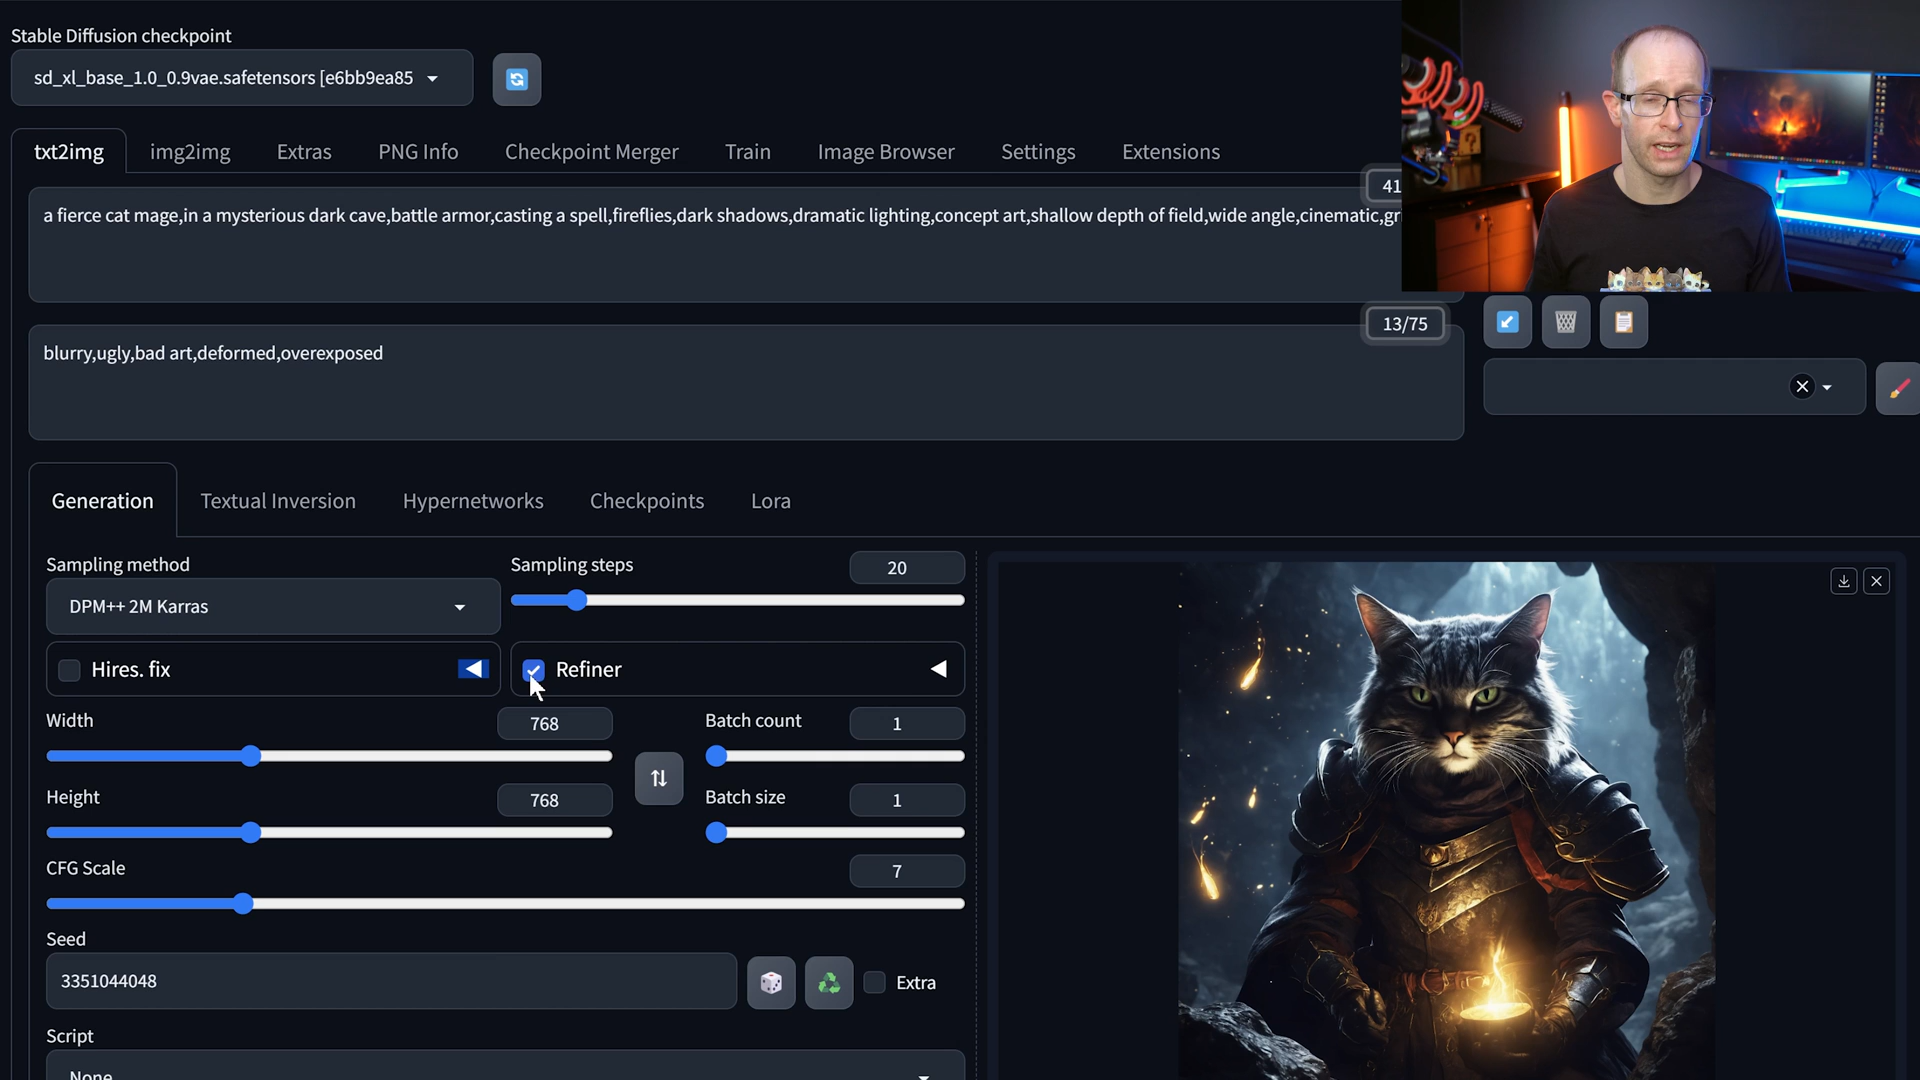 Stable Diffusion checkpoint
sd_xl_base_1.0_0.9vae.safetensors [e6bb9ea85
txt2img img2img Extras PNG Info Checkpoint Merger Train Image Browser Settings Extensions
41
a fierce cat mage,in a mysterious dark cave,battle armor,casting a spell,fireflies,dark shadows,dramatic lighting,concept art,shallow depth of field,wide angle,cinematic,gr
13/75
blurry,ugly,bad art,deformed,overexposed
Generation Textual Inversion Hypernetworks Checkpoints Lora
Sampling method
DPM++ 2M Karras
Sampling steps
20
Hires. fix
Refiner
Width
768
Batch count
1
Height
768
Batch size
1
CFG Scale
7
Seed
3351044048
Extra
Script
None